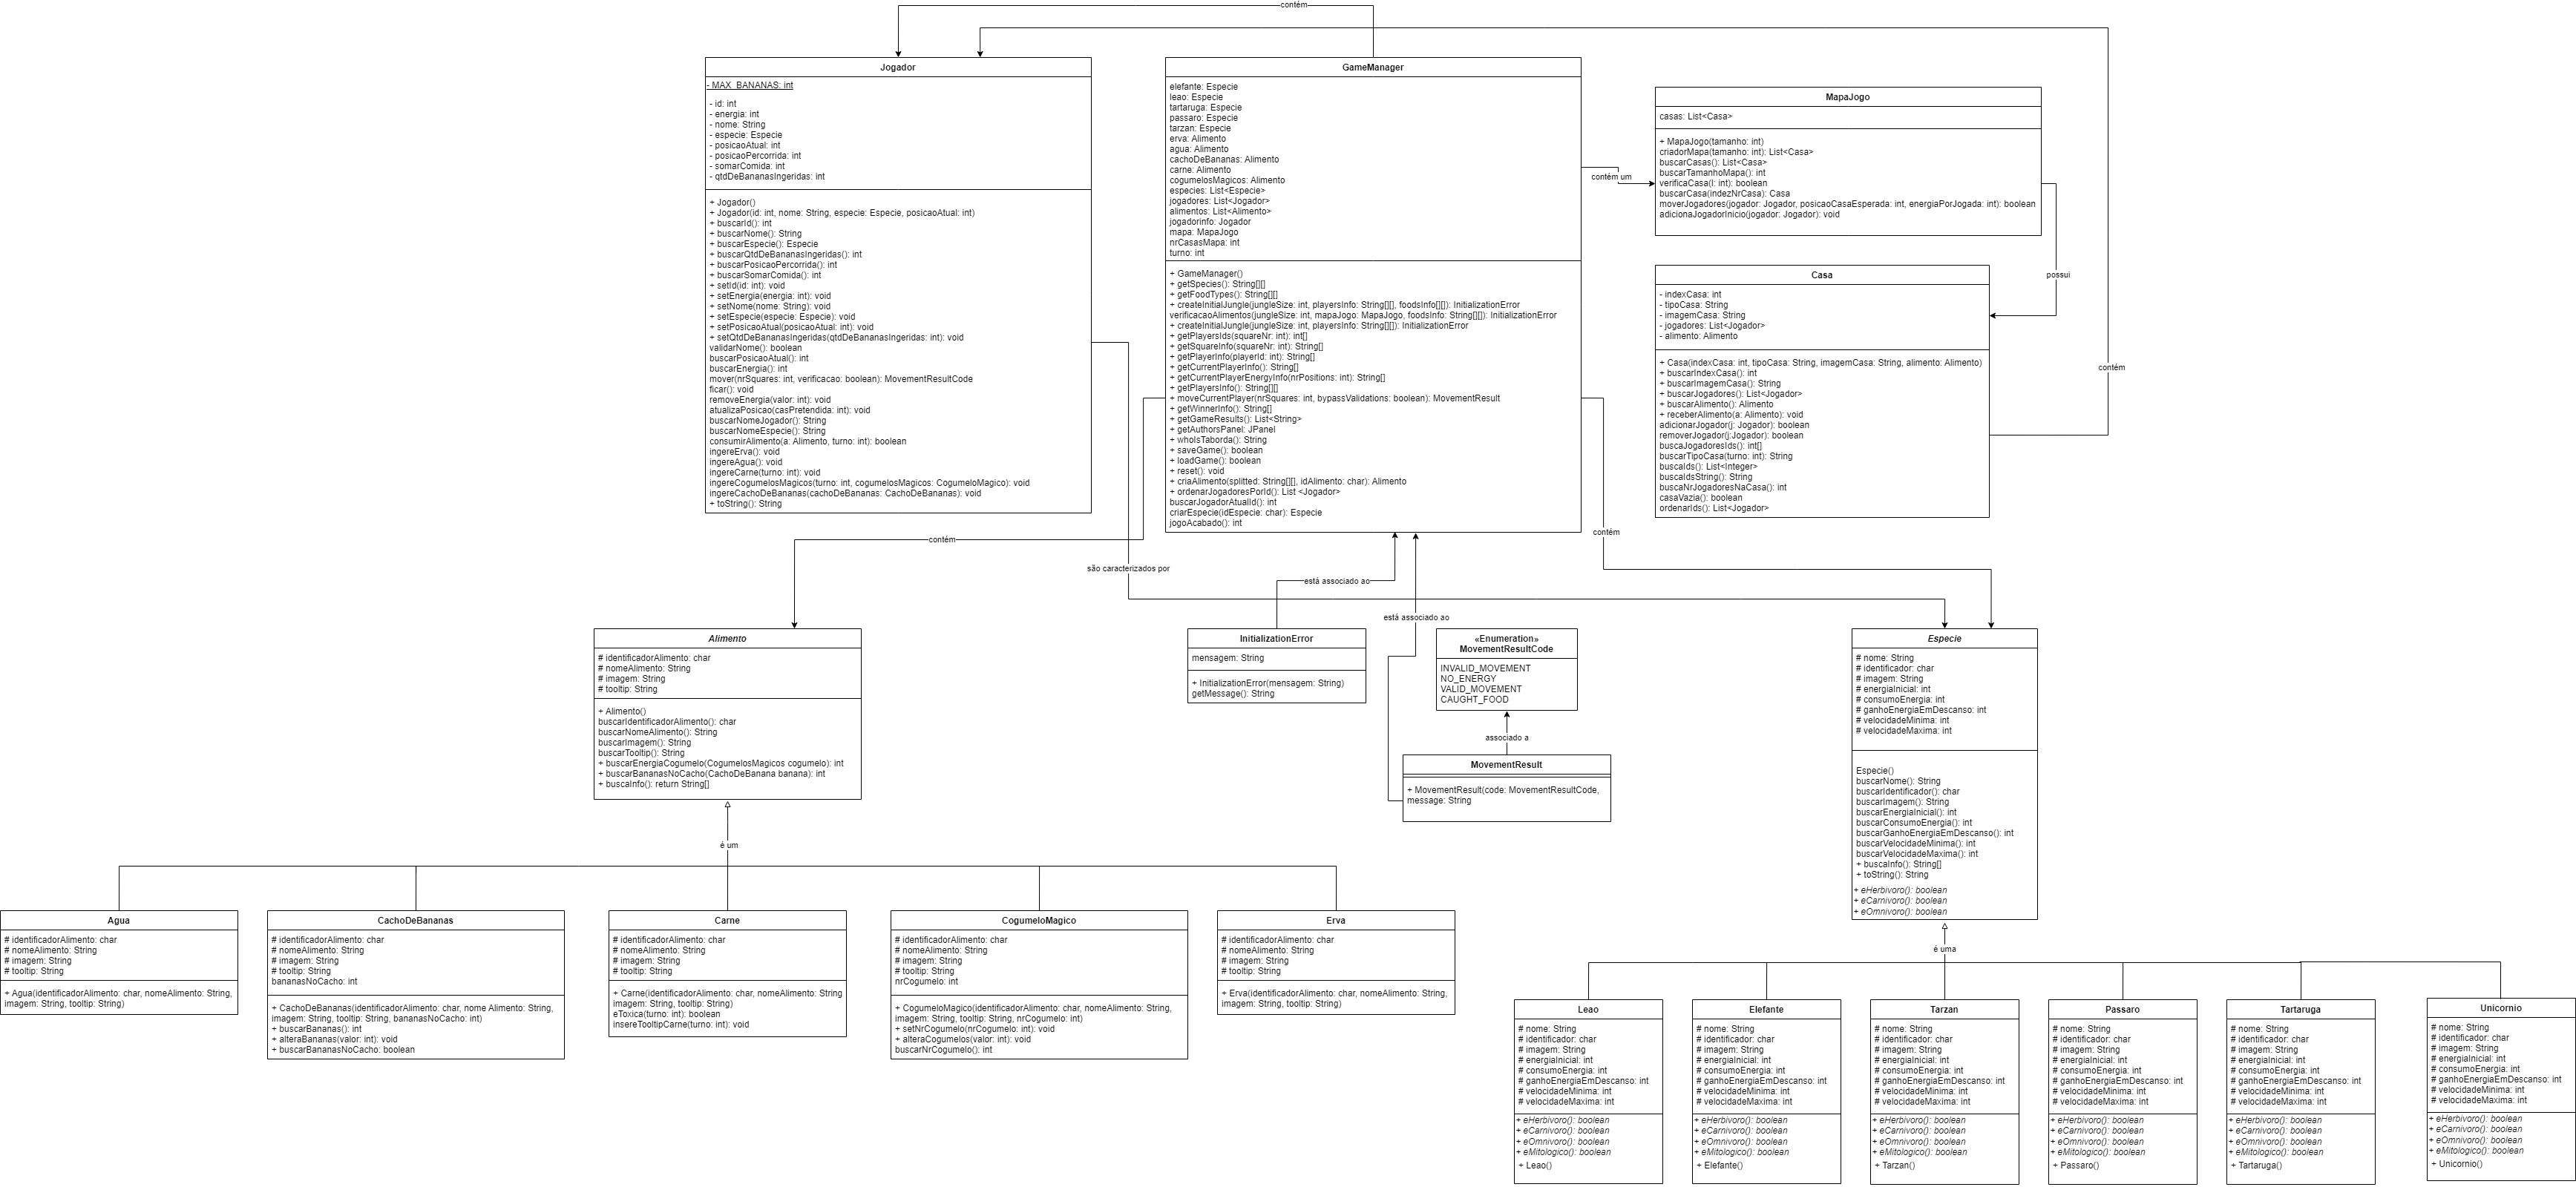 contém
Jogador
- MAX_BANANAS: int
- id: int
- energia: int
- nome: String
- especie: Especie
- posicaoAtual: int
- posicaoPercorrida: int
- somarComida: int
- qtdDeBananasIngeridas: int
+ Jogador()
+ Jogador(id: int, nome: String, especie: Especie, posicaoAtual: int)
+ buscarId(): int
+ buscarNome(): String
+ buscarEspecie(): Especie
+ buscarQtdDeBananasIngeridas(): int
+ buscarPosicaoPercorrida(): int
+ buscarSomarComida(): int
+ setId(id: int): void
+ setEnergia(energia: int): void
+ setNome(nome: String): void
+ setEspecie(especie: Especie): void
+ setPosicaoAtual(posicaoAtual: int): void
+ setQtdDeBananasIngeridas(qtdDeBananasIngeridas: int): void
validarNome(): boolean
buscarPosicaoAtual(): int
buscarEnergia(): int
mover(nrSquares: int, verificacao: boolean): MovementResultCode
ficar(): void
removeEnergia(valor: int): void
atualizaPosicao(casPretendida: int): void
buscarNomeJogador(): String
buscarNomeEspecie(): String
consumirAlimento(a: Alimento, turno: int): boolean
ingereErva(): void
ingereAgua(): void
ingereCarne(turno: int): void
ingereCogumelosMagicos(turno: int, cogumelosMagicos: CogumeloMagico): void
ingereCachoDeBananas(cachoDeBananas: CachoDeBananas): void
+ toString(): String
GameManager
elefante: Especie
leao: Especie
tartaruga: Especie
passaro: Especie
tarzan: Especie
erva: Alimento
agua: Alimento
cachoDeBananas: Alimento
carne: Alimento
cogumelosMagicos: Alimento
especies: List<Especie>
jogadores: List<Jogador>
alimentos: List<Alimento>
jogadorinfo: Jogador
mapa: MapaJogo
nrCasasMapa: int
turno: int
+ GameManager()
+ getSpecies(): String[][]
+ getFoodTypes(): String[][]
+ createInitialJungle(jungleSize: int, playersInfo: String[][], foodsInfo[][]): InitializationError
verificacaoAlimentos(jungleSize: int, mapaJogo: MapaJogo, foodsInfo: String[][]): InitializationError
+ createInitialJungle(jungleSize: int, playersInfo: String[][]): InitializationError
+ getPlayersIds(squareNr: int): int[]
+ getSquareInfo(squareNr: int): String[]
+ getPlayerInfo(playerId: int): String[]
+ getCurrentPlayerInfo(): String[]
+ getCurrentPlayerEnergyInfo(nrPositions: int): String[]
+ getPlayersInfo(): String[][]
+ moveCurrentPlayer(nrSquares: int, bypassValidations: boolean): MovementResult
+ getWinnerInfo(): String[]
+ getGameResults(): List<String>
+ getAuthorsPanel: JPanel
+ whoIsTaborda(): String
+ saveGame(): boolean
+ loadGame(): boolean
+ reset(): void
+ criaAlimento(splitted: String[][], idAlimento: char): Alimento
+ ordenarJogadoresPorId(): List <Jogador>
buscarJogadorAtualId(): int
criarEspecie(idEspecie: char): Especie
jogoAcabado(): int
contém um
MapaJogo
casas: List<Casa>
+ MapaJogo(tamanho: int)
criadorMapa(tamanho: int): List<Casa>
buscarCasas(): List<Casa>
buscarTamanhoMapa(): int
verificaCasa(l: int): boolean
buscarCasa(indezNrCasa): Casa
moverJogadores(jogador: Jogador, posicaoCasaEsperada: int, energiaPorJogada: int): boolean
adicionaJogadorInicio(jogador: Jogador): void
possui
Casa
- indexCasa: int
- tipoCasa: String
- imagemCasa: String
- jogadores: List<Jogador>
- alimento: Alimento
+ Casa(indexCasa: int, tipoCasa: String, imagemCasa: String, alimento: Alimento)
+ buscarIndexCasa(): int
+ buscarImagemCasa(): String
+ buscarJogadores(): List<Jogador>
+ buscarAlimento(): Alimento
+ receberAlimento(a: Alimento): void
adicionarJogador(j: Jogador): boolean
removerJogador(j:Jogador): boolean
buscaJogadoresIds(): int[]
buscarTipoCasa(turno: int): String
buscaIds(): List<Integer>
buscaIdsString(): String
buscaNrJogadoresNaCasa(): int
casaVazia(): boolean
ordenarIds(): List<Jogador>
contém
contém
contém
são caracterizados por
está associado ao
está associado ao
Alimento
# identificadorAlimento: char
# nomeAlimento: String
# imagem: String
# tooltip: String
+ Alimento()
buscarIdentificadorAlimento(): char
buscarNomeAlimento(): String
buscarImagem(): String
buscarTooltip(): String
+ buscarEnergiaCogumelo(CogumelosMagicos cogumelo): int
+ buscarBananasNoCacho(CachoDeBanana banana): int
+ buscaInfo(): return String[]
é um
InitializationError
mensagem: String
+ InitializationError(mensagem: String)
getMessage(): String
«Enumeration»
MovementResultCode
INVALID_MOVEMENT
NO_ENERGY
VALID_MOVEMENT
CAUGHT_FOOD
associado a
MovementResult
+ MovementResult(code: MovementResultCode,
message: String
Especie
# nome: String
# identificador: char
# imagem: String
# energiaInicial: int
# consumoEnergia: int
# ganhoEnergiaEmDescanso: int
# velocidadeMinima: int
# velocidadeMaxima: int
Especie()
buscarNome(): String
buscarIdentificador(): char
buscarImagem(): String
buscarEnergiaInicial(): int
buscarConsumoEnergia(): int
buscarGanhoEnergiaEmDescanso(): int
buscarVelocidadeMinima(): int
buscarVelocidadeMaxima(): int
+ buscaInfo(): String[]
+ toString(): String
+ eHerbivoro(): boolean
+ eCarnivoro(): boolean
+ eOmnivoro(): boolean
é uma
Agua
# identificadorAlimento: char
# nomeAlimento: String
# imagem: String
# tooltip: String
+ Agua(identificadorAlimento: char, nomeAlimento: String,
imagem: String, tooltip: String)
CachoDeBananas
# identificadorAlimento: char
# nomeAlimento: String
# imagem: String
# tooltip: String
bananasNoCacho: int
+ CachoDeBananas(identificadorAlimento: char, nome Alimento: String,
imagem: String, tooltip: String, bananasNoCacho: int)
+ buscarBananas(): int
+ alteraBananas(valor: int): void
+ buscarBananasNoCacho: boolean
Carne
# identificadorAlimento: char
# nomeAlimento: String
# imagem: String
# tooltip: String
+ Carne(identificadorAlimento: char, nomeAlimento: String
imagem: String, tooltip: String)
eToxica(turno: int): boolean
insereTooltipCarne(turno: int): void
CogumeloMagico
# identificadorAlimento: char
# nomeAlimento: String
# imagem: String
# tooltip: String
nrCogumelo: int
+ CogumeloMagico(identificadorAlimento: char, nomeAlimento: String,
imagem: String, tooltip: String, nrCogumelo: int)
+ setNrCogumelo(nrCogumelo: int): void
+ alteraCogumelos(valor: int): void
buscarNrCogumelo(): int
Erva
# identificadorAlimento: char
# nomeAlimento: String
# imagem: String
# tooltip: String
+ Erva(identificadorAlimento: char, nomeAlimento: String,
imagem: String, tooltip: String)
Leao
# nome: String
# identificador: char
# imagem: String
# energiaInicial: int
# consumoEnergia: int
# ganhoEnergiaEmDescanso: int
# velocidadeMinima: int
# velocidadeMaxima: int
+ eHerbivoro(): boolean
+ eCarnivoro(): boolean
+ eOmnivoro(): boolean
+ eMitologico(): boolean
+ Leao()
Elefante
# nome: String
# identificador: char
# imagem: String
# energiaInicial: int
# consumoEnergia: int
# ganhoEnergiaEmDescanso: int
# velocidadeMinima: int
# velocidadeMaxima: int
+ eHerbivoro(): boolean
+ eCarnivoro(): boolean
+ eOmnivoro(): boolean
+ eMitologico(): boolean
+ Elefante()
Tarzan
# nome: String
# identificador: char
# imagem: String
# energiaInicial: int
# consumoEnergia: int
# ganhoEnergiaEmDescanso: int
# velocidadeMinima: int
# velocidadeMaxima: int
+ eHerbivoro(): boolean
+ eCarnivoro(): boolean
+ eOmnivoro(): boolean
+ eMitologico(): boolean
+ Tarzan()
Passaro
# nome: String
# identificador: char
# imagem: String
# energiaInicial: int
# consumoEnergia: int
# ganhoEnergiaEmDescanso: int
# velocidadeMinima: int
# velocidadeMaxima: int
+ eHerbivoro(): boolean
+ eCarnivoro(): boolean
+ eOmnivoro(): boolean
+ eMitologico(): boolean
+ Passaro()
Tartaruga
# nome: String
# identificador: char
# imagem: String
# energiaInicial: int
# consumoEnergia: int
# ganhoEnergiaEmDescanso: int
# velocidadeMinima: int
# velocidadeMaxima: int
+ eHerbivoro(): boolean
+ eCarnivoro(): boolean
+ eOmnivoro(): boolean
+ eMitologico(): boolean
+ Tartaruga()
Unicornio
# nome: String
# identificador: char
# imagem: String
# energiaInicial: int
# consumoEnergia: int
# ganhoEnergiaEmDescanso: int
# velocidadeMinima: int
# velocidadeMaxima: int
+ eHerbivoro(): boolean
+ eCarnivoro(): boolean
+ eOmnivoro(): boolean
+ eMitologico(): boolean
+ Unicornio()